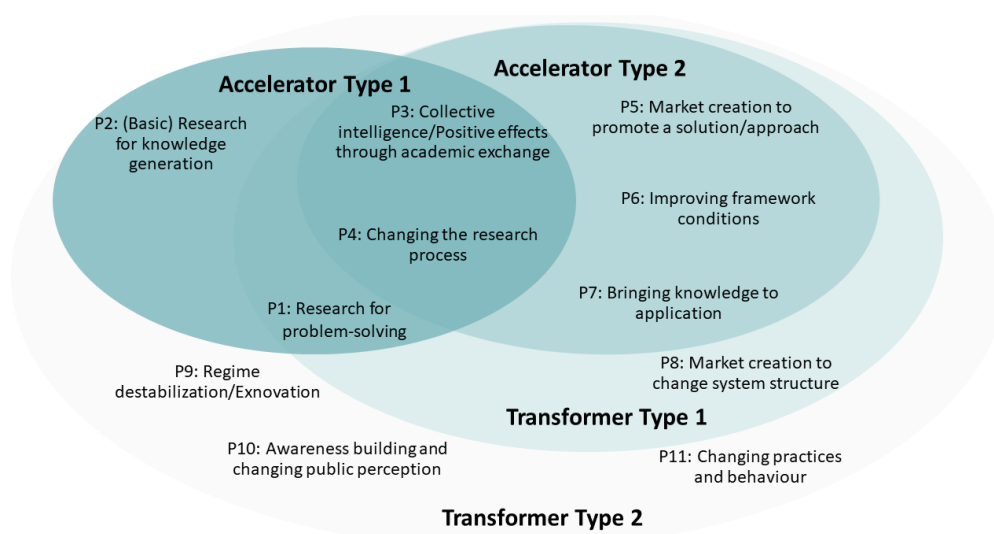 Accelerator Type 1
Accelerator Type 2
P2: (Basic) Research
for knowledge
generation
P3: Collective
intelligence/Positive effects
through academic exchange
P5: Market creation to
promote a solution/approach
P6: Improving framework
conditions
P4: Changing the research
process
P7: Bringing knowledge to
application
P1: Research for
problem-solving
P9: Regime
destabilization/Exnovation
P8: Market creation to
change system structure
Transformer Type 1
P10: Awareness building and
changing public perception
P11: Changing practices
and behaviour
Transformer Type 2